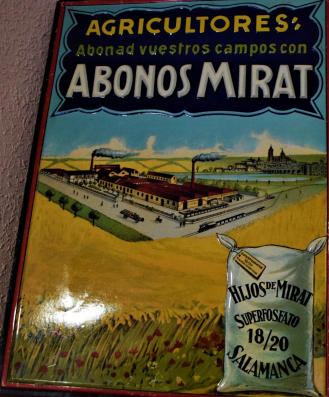 AGRICULTORES:
Abonad vuestros campos con
ABONOS MIRAT
HIJOS DE MIRAT
SUPERFOSFATO
18/20
SALAMANCA